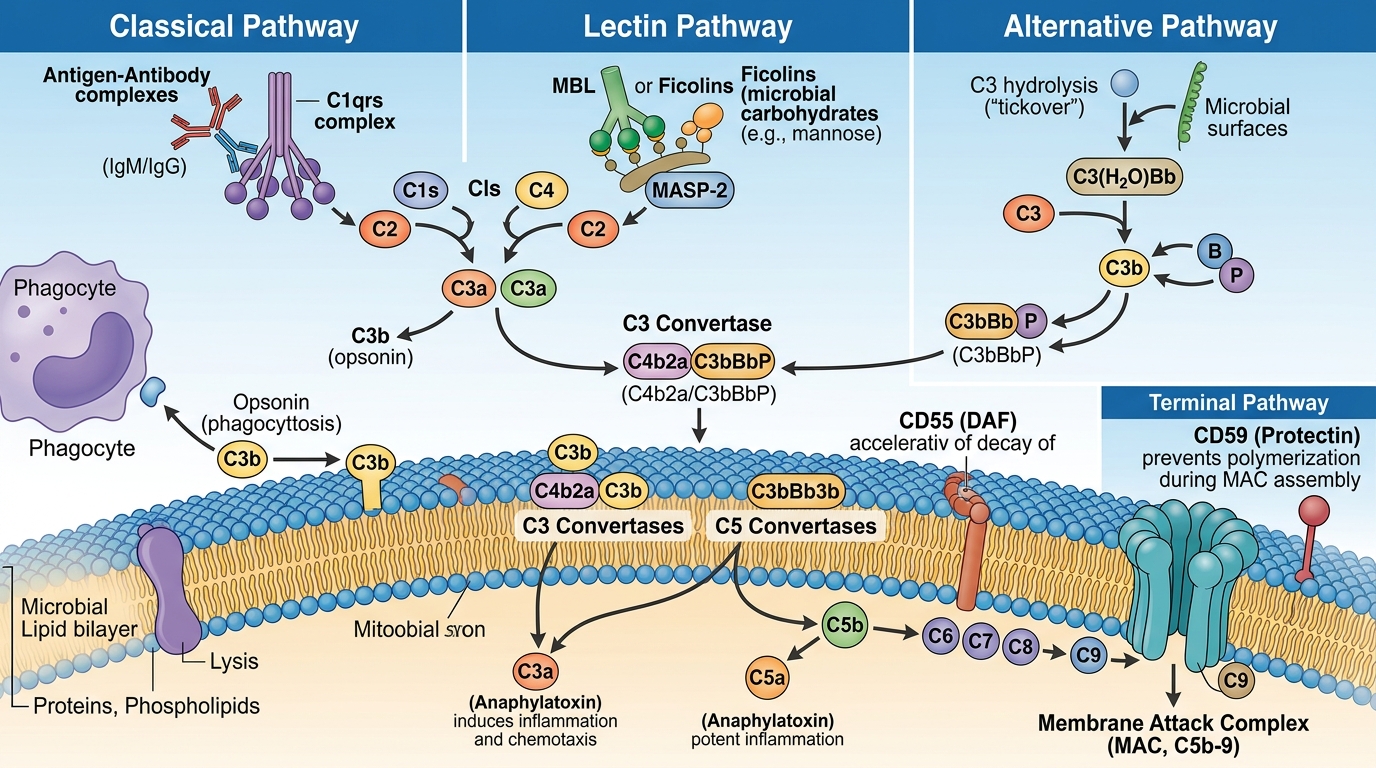 Classical Pathway
Lectin Pathway
Alternative Pathway
Antigen-Antibody
complexes
(IgM/IgG)
C1qrs
complex
C1s
CIs
C4
C2
C2
C3a
C3a
C3b
(opsonin)
MBL
or Ficolins
Ficolins
(microbial
carbohydrates
(e.g., mannose)
MASP-2
C3 hydrolysis
("tickover")
Microbial
surfaces
C3(H₂O)Bb
C3
C3b
B
P
C3bBb
P
(C3bBbP)
C3 Convertase
C4b2a
C3bBbP
(C4b2a/C3bBbP)
Phagocyte
Phagocyte
Opsonin
(phagocyttosis)
C3b
C3b
C3b
C4b2a
C3b
C3 Convertases
C3bBb3b
C5 Convertases
CD55 (DAF)
accelerativ of decay of
Terminal Pathway
CD59 (Protectin)
prevents polymerization
during MAC assembly
Microbial
Lipid bilayer
Lysis
Proteins, Phospholipids
Mitoobial
C3a
(Anaphylatoxin)
induces inflammation
and chemotaxis
C5b
C5a
(Anaphylatoxin)
potent inflammation
C6
C7
C8
C9
C9
Membrane Attack Complex
(MAC, C5b-9)